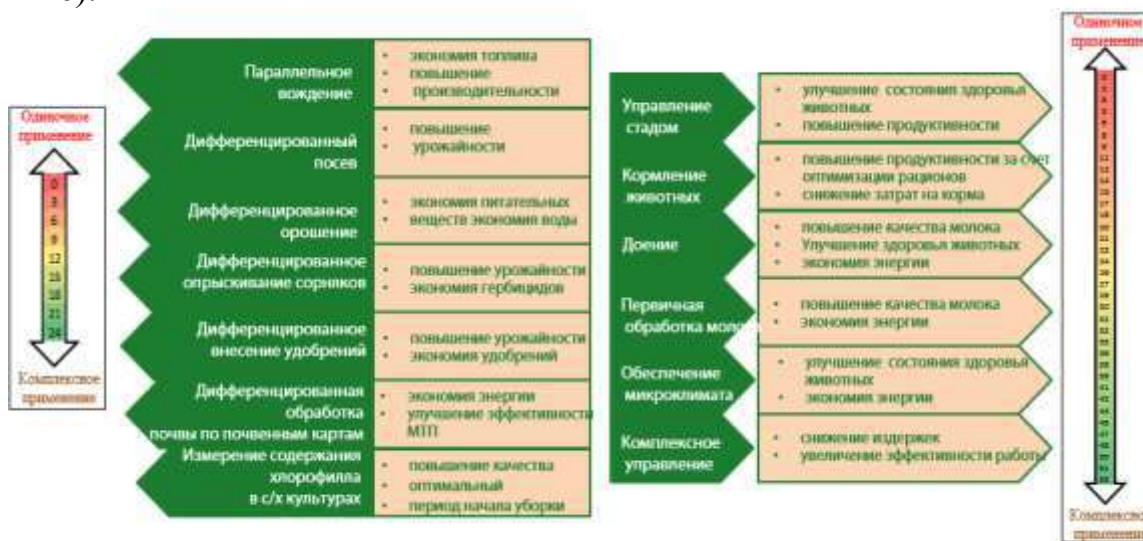 Одиночное
применение
0
3
6
9
12
15
18
21
24
Комплексное
применение
Параллельное
вождение
экономия топлива
повышение
производительности
Дифференцированный
посев
повышение
урожайности
Дифференцированное
орошение
экономия питательных
веществ экономия воды
Дифференцированное
опрыскивание сорняков
повышение урожайности
экономия гербицидов
Дифференцированное
внесение удобрений
повышение урожайности
экономия удобрений
Дифференцированная
обработка
почвы по почвенным картам
экономия энергии
улучшение эффективности
МТП
Измерение содержания
хлорофилла
в с/х культурах
повышение качества
оптимальный
период начала уборки
Управление
стадом
улучшение состояния здоровья
животных
повышение продуктивности
Кормление
животных
повышение продуктивности за счет
оптимизации рационов
снижение затрат на корма
Доение
повышение качества молока
Улучшение здоровья животных
экономия энергии
Первичная
обработка молока
повышение качества молока
экономия энергии
Обеспечение
микроклимата
улучшение состояния здоровья
животных
экономия энергии
Комплексное
управление
снижение издержек
увеличение эффективности работы
Одиночное
применение
Комплексное
применение